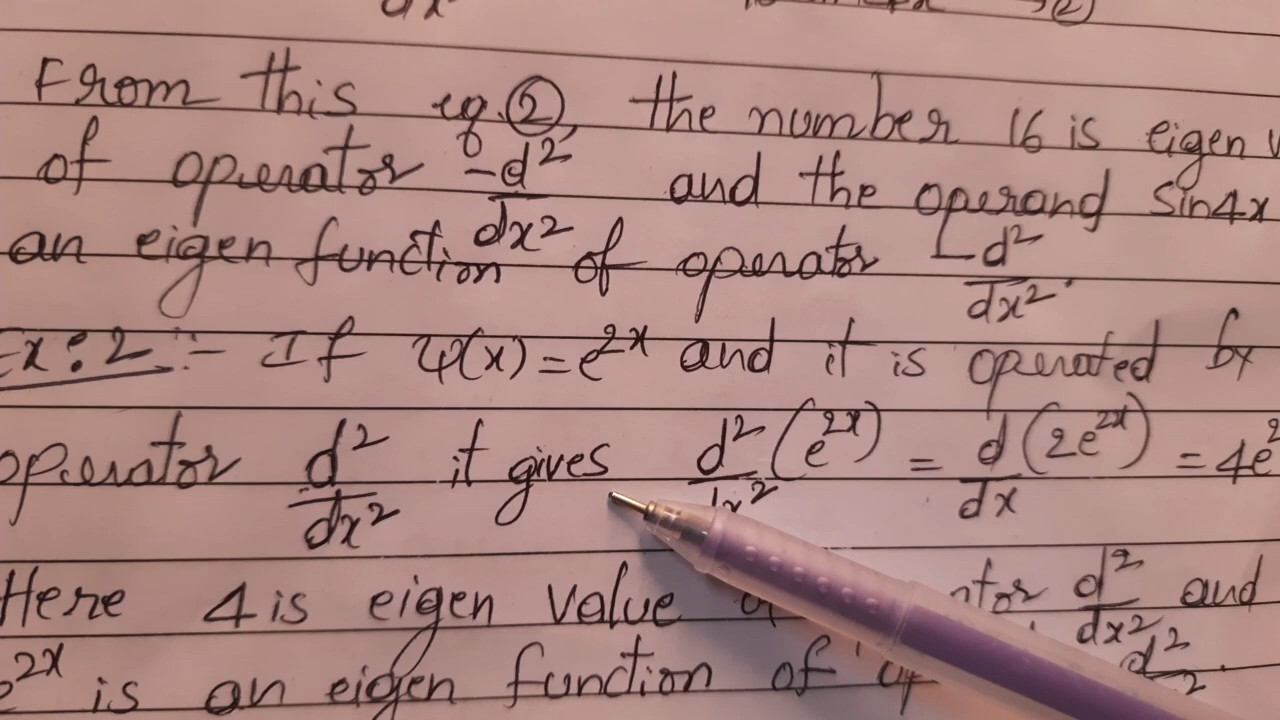 From this eq. ②, the number 16 is eigen
of operator -d²/dx² and the operand sin4x
an eigen function of operator -d²/dx².
Ex:2 :- If ψ(x) = e^2x and it is operated by
operator d²/dx² it gives d²/dx² (e^2x) = d/dx (2e^2x) = 4e^2
Here 4 is eigen value d²/dx² and
e^2x is an eigen function of d²